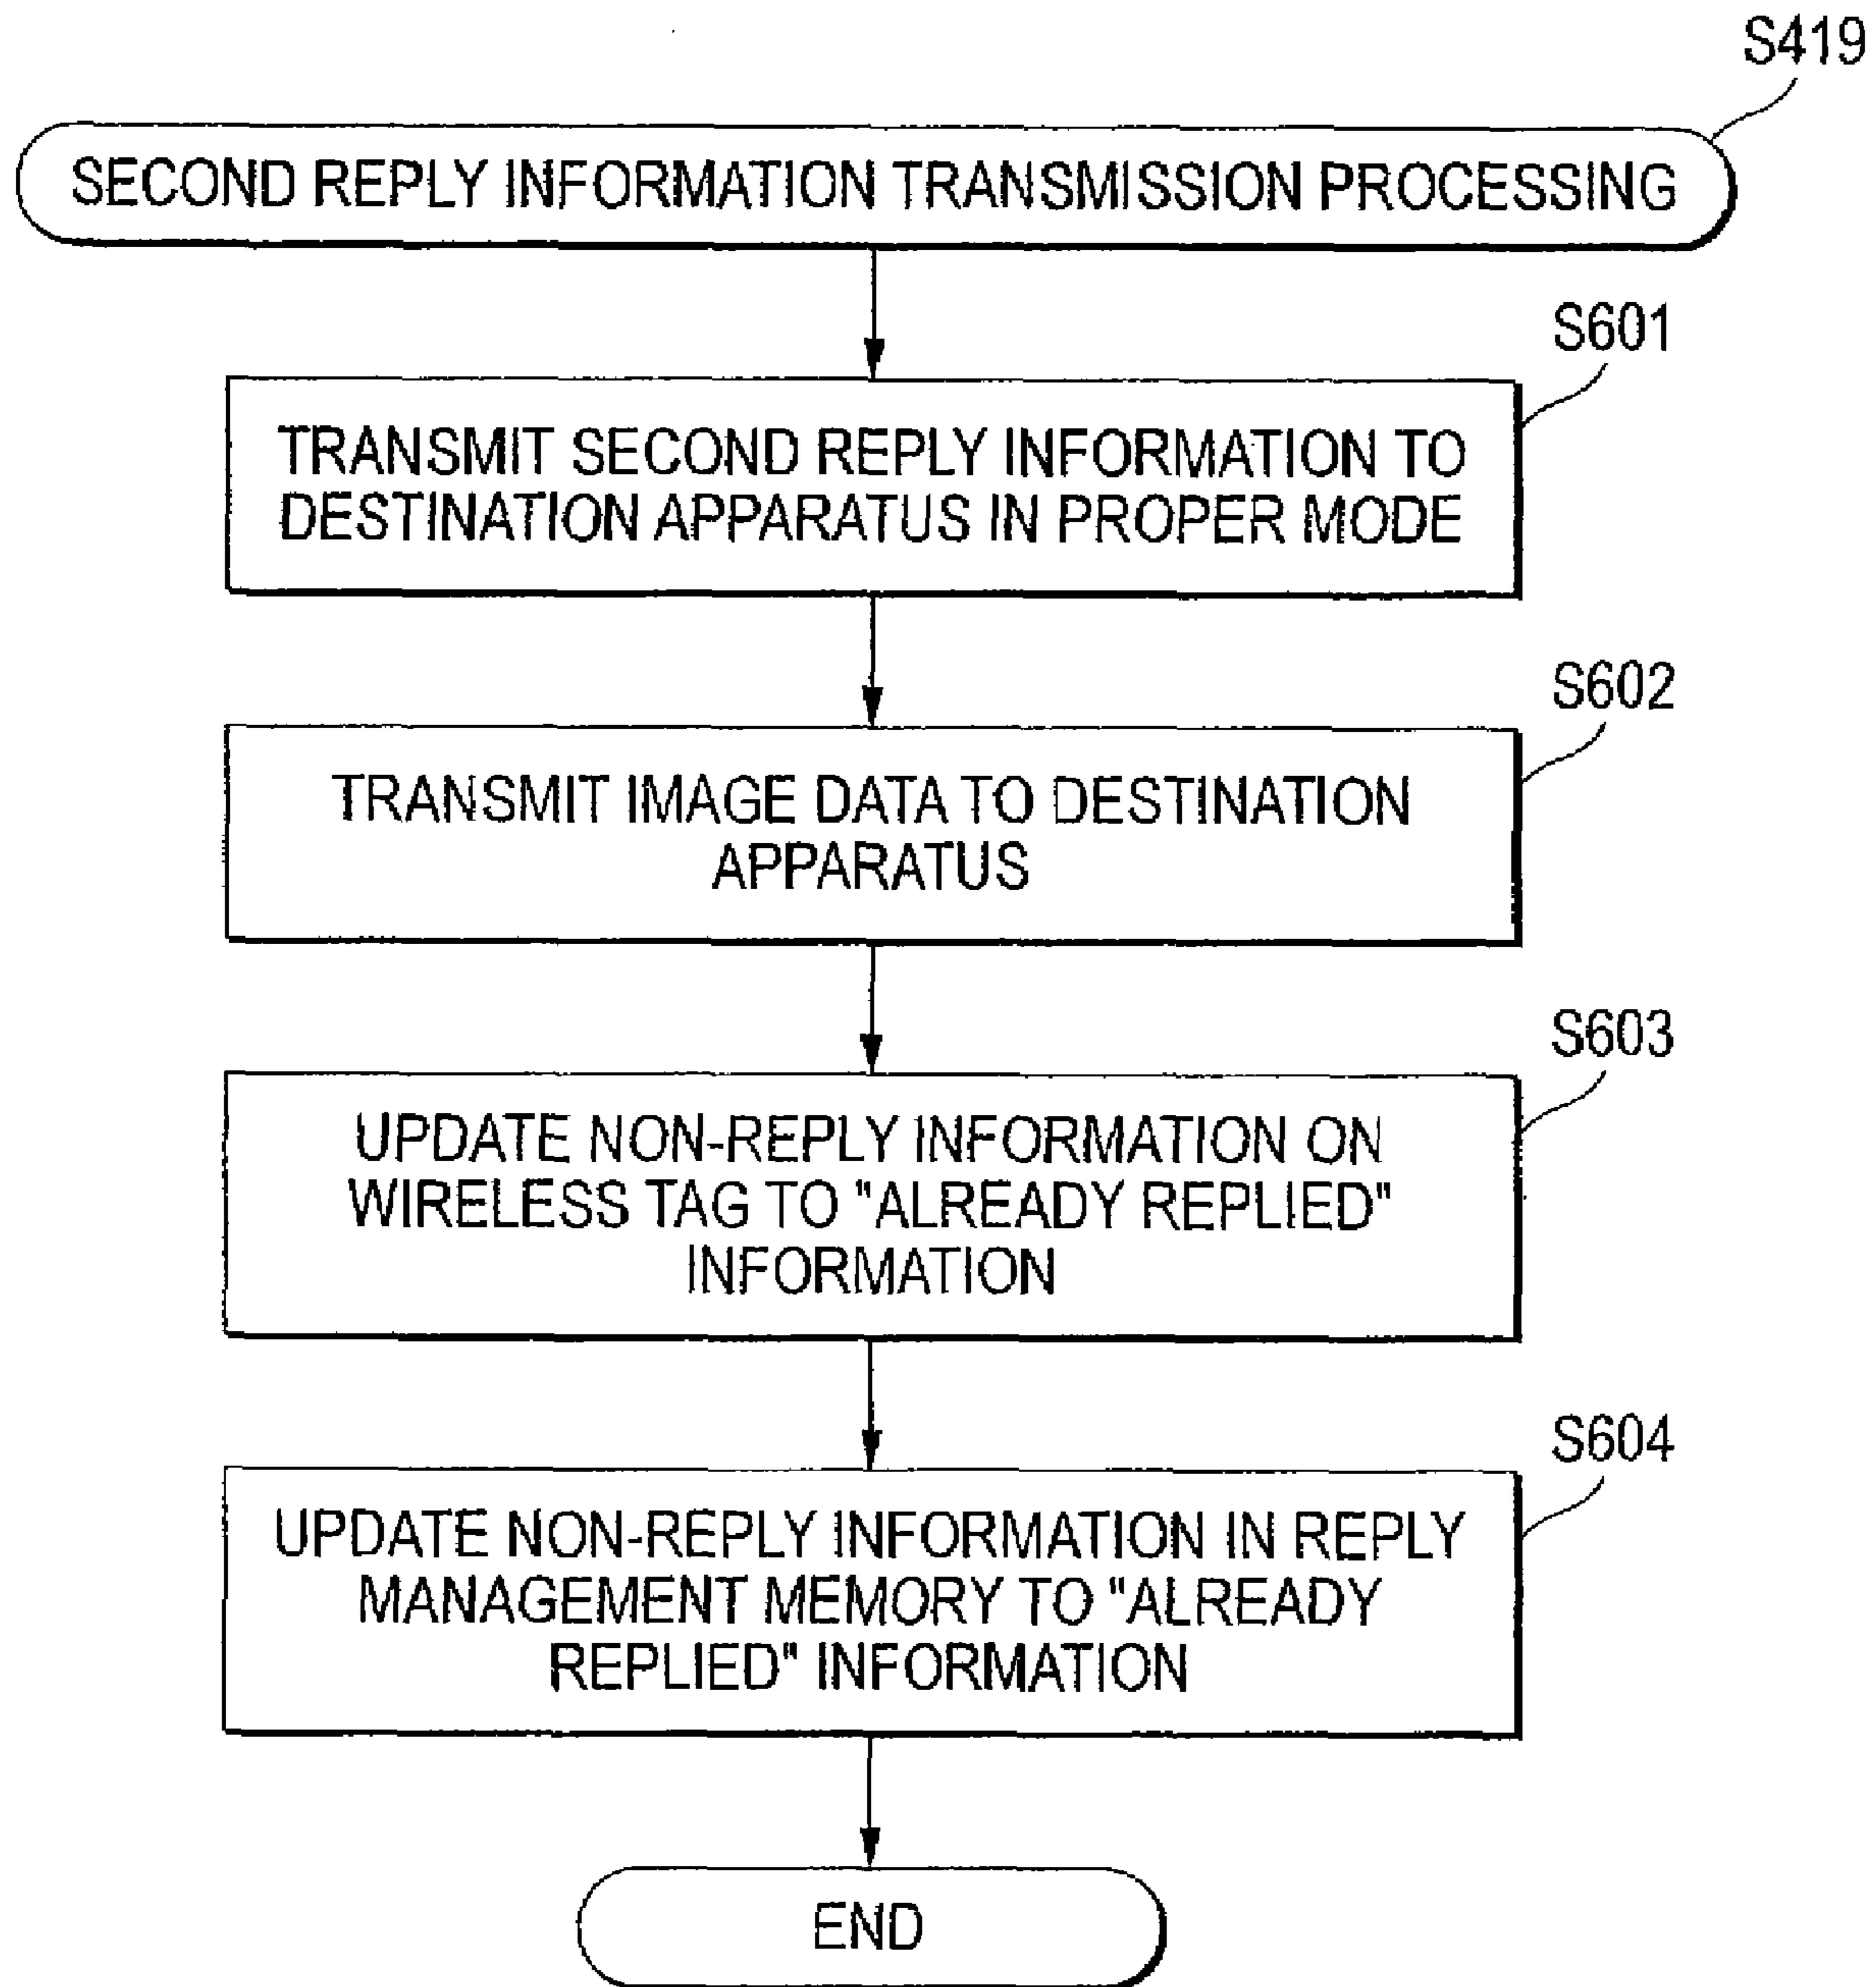 S419
SECOND REPLY INFORMATION TRANSMISSION PROCESSING
S601
TRANSMIT SECOND REPLY INFORMATION TO
DESTINATION APPARATUS IN PROPER MODE
S602
TRANSMIT IMAGE DATA TO DESTINATION
APPARATUS
S603
UPDATE NON-REPLY INFORMATION ON
WIRELESS TAG TO "ALREADY REPLIED"
INFORMATION
S604
UPDATE NON-REPLY INFORMATION IN REPLY
MANAGEMENT MEMORY TO "ALREADY
REPLIED" INFORMATION
END